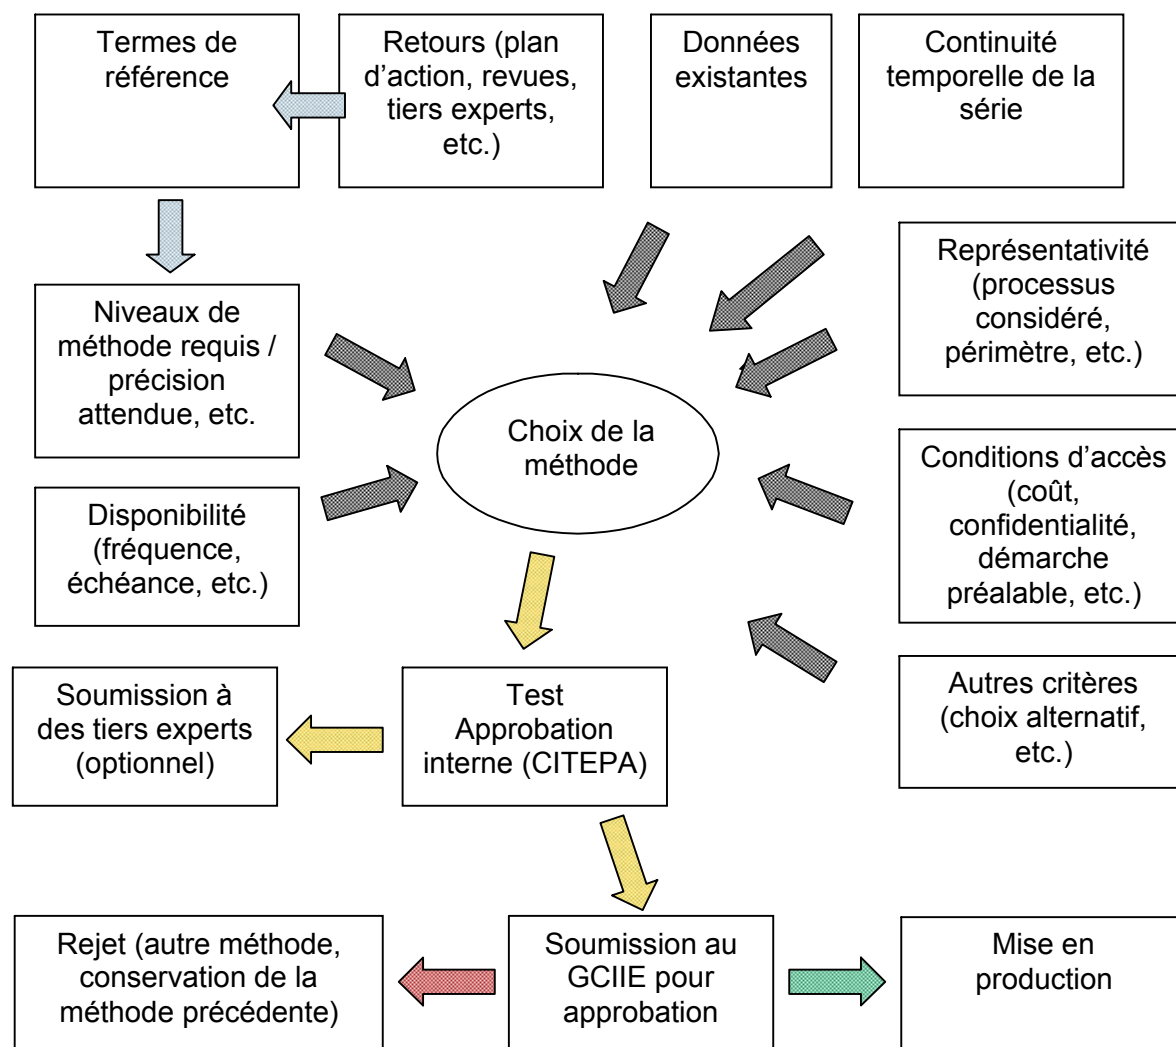 Termes de
référence
Retours (plan
d’action, revues,
tiers experts,
etc.)
Données
existantes
Continuité
temporelle de la
série
Représentativité
(processus
considéré,
périmètre, etc.)
Niveaux de
méthode requis /
précision
attendue, etc.
Choix de la
méthode
Conditions d’accès
(coût,
confidentialité,
démarche
préalable, etc.)
Disponibilité
(fréquence,
échéance, etc.)
Autres critères
(choix alternatif,
etc.)
Soumission à
des tiers experts
(optionnel)
Test
Approbation
interne (CITEPA)
Rejet (autre méthode,
conservation de la
méthode précédente)
Soumission au
GCIIE pour
approbation
Mise en
production